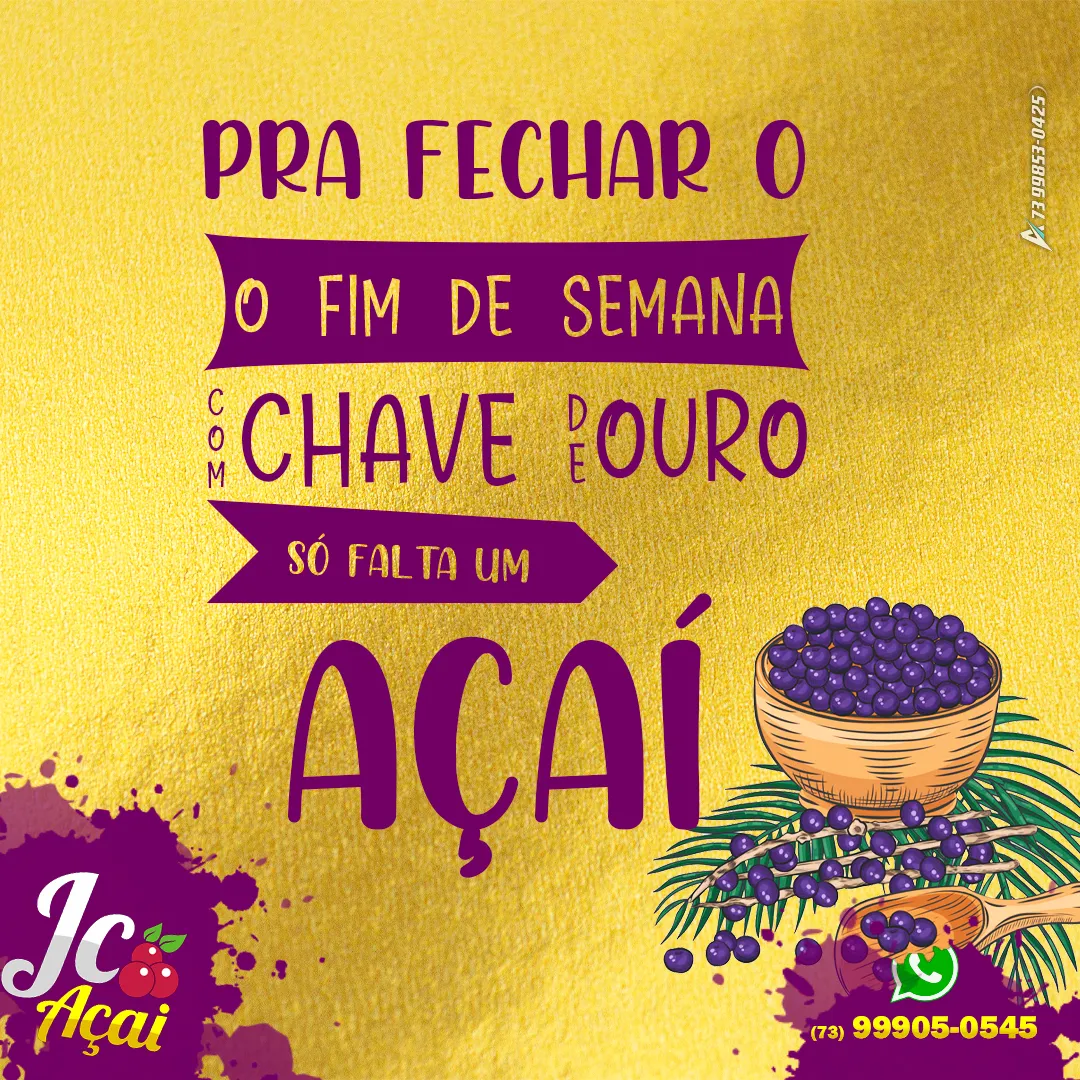 PRA FECHAR O
O FIM DE SEMANA
COM CHAVE DE OURO
SÓ FALTA UM
AÇAÍ
73 99853-0425
Jc
Açai
(73) 99905-0545